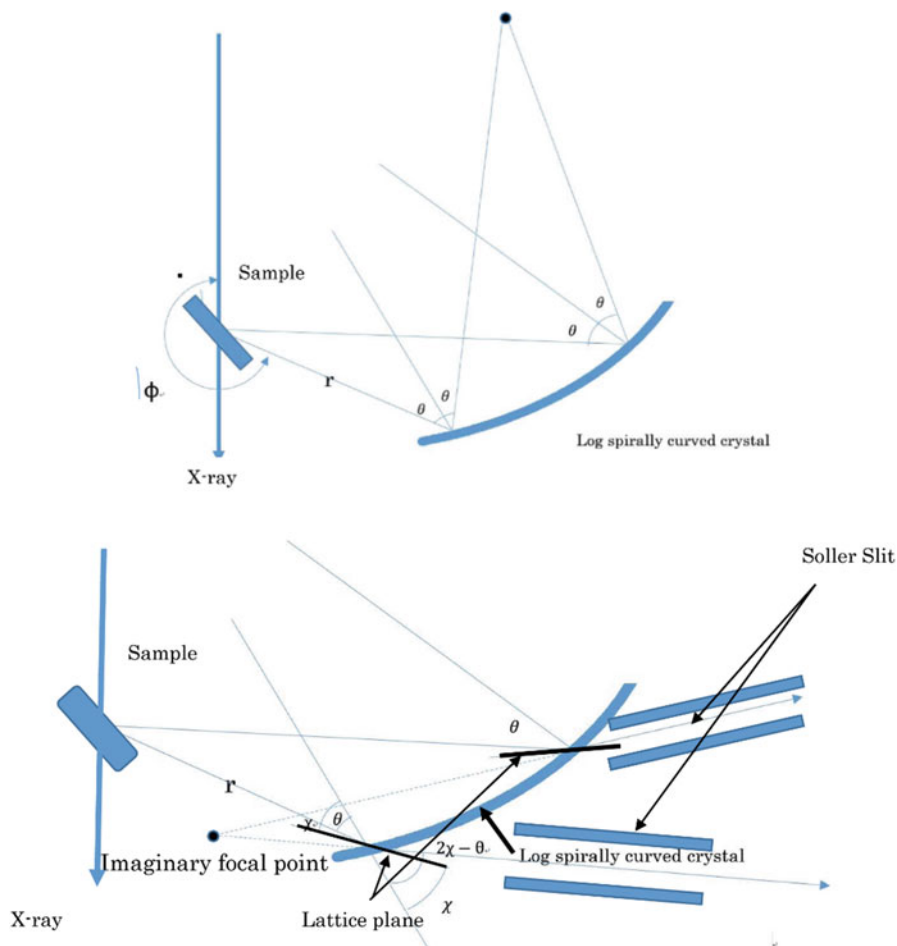 Sample
θ
θ
θ
r
θ
ϕ
Log spirally curved crystal
X-ray
Soller Slit
Sample
θ
r
θ
2χ − θ
Log spirally curved crystal
Imaginary focal point
χ
X-ray
Lattice plane